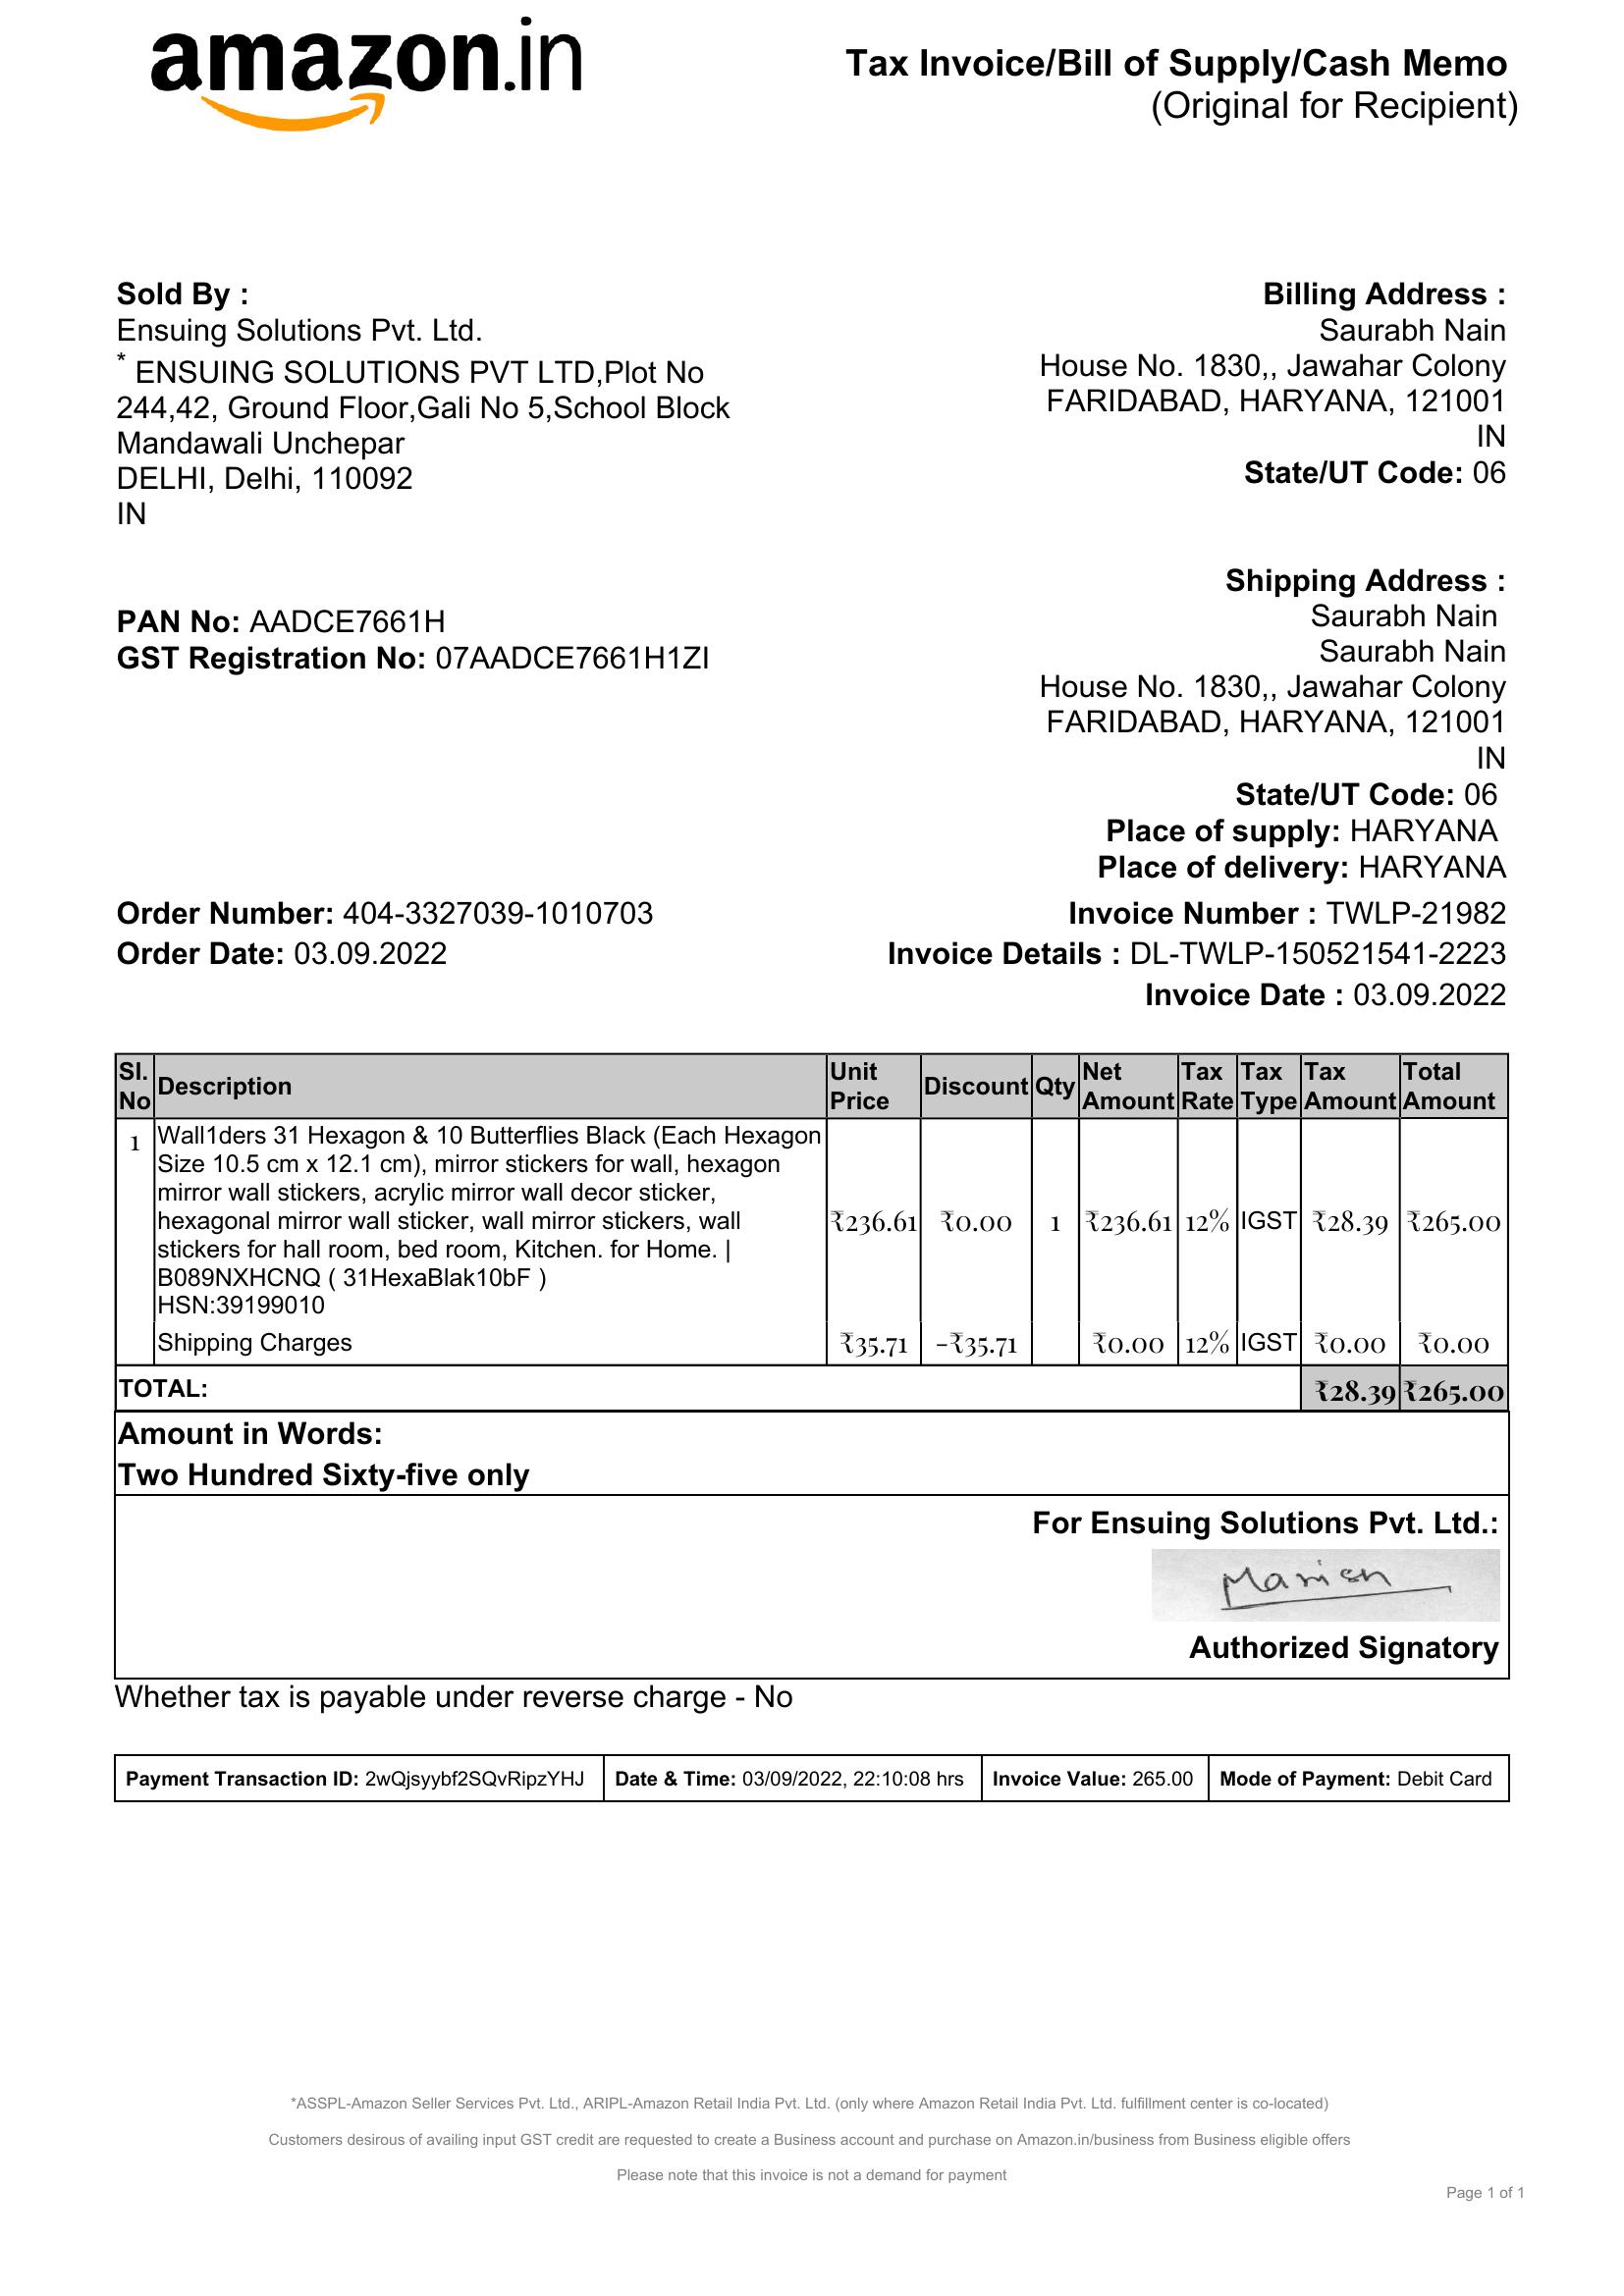 amazon.in
Tax Invoice/Bill of Supply/Cash Memo
(Original for Recipient)
Sold By :
Ensuing Solutions Pvt. Ltd.
* ENSUING SOLUTIONS PVT LTD,Plot No
244,42, Ground Floor,Gali No 5,School Block
Mandawali Unchepar
DELHI, Delhi, 110092
IN
PAN No: AADCE7661H
GST Registration No: 07AADCE7661H1ZI
Billing Address :
Saurabh Nain
House No. 1830,, Jawahar Colony
FARIDABAD, HARYANA, 121001
IN
State/UT Code: 06
Shipping Address :
Saurabh Nain
Saurabh Nain
House No. 1830,, Jawahar Colony
FARIDABAD, HARYANA, 121001
IN
State/UT Code: 06
Place of supply: HARYANA
Place of delivery: HARYANA
Order Number: 404-3327039-1010703
Order Date: 03.09.2022
Invoice Number : TWLP-21982
Invoice Details : DL-TWLP-150521541-2223
Invoice Date : 03.09.2022
Sl. No Description Unit Price Discount Qty Net Amount Tax Rate Tax Type Tax Amount Total Amount
1 Wall1ders 31 Hexagon & 10 Butterflies Black (Each Hexagon
Size 10.5 cm x 12.1 cm), mirror stickers for wall, hexagon
mirror wall stickers, acrylic mirror wall decor sticker,
hexagonal mirror wall sticker, wall mirror stickers, wall
stickers for hall room, bed room, Kitchen. for Home. |
B089NXHCNQ ( 31HexaBlak10bF )
HSN:39199010
₹236.61 ₹0.00 1 ₹236.61 12% IGST ₹28.39 ₹265.00
Shipping Charges ₹35.71 -₹35.71 ₹0.00 12% IGST ₹0.00 ₹0.00
TOTAL: ₹28.39 ₹265.00
Amount in Words:
Two Hundred Sixty-five only
For Ensuing Solutions Pvt. Ltd.:
Manish
Authorized Signatory
Whether tax is payable under reverse charge - No
Payment Transaction ID: 2wQjsyybf2SQvRipzYHJ Date & Time: 03/09/2022, 22:10:08 hrs Invoice Value: 265.00 Mode of Payment: Debit Card
*ASSPL-Amazon Seller Services Pvt. Ltd., ARIPL-Amazon Retail India Pvt. Ltd. (only where Amazon Retail India Pvt. Ltd. fulfillment center is co-located)
Customers desirous of availing input GST credit are requested to create a Business account and purchase on Amazon.in/business from Business eligible offers
Please note that this invoice is not a demand for payment
Page 1 of 1